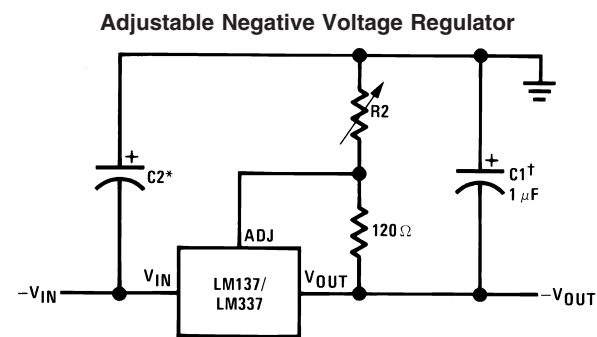 Adjustable Negative Voltage Regulator
R2
+
C2*
+
C1†
1 μF
ADJ
120 Ω
VIN
LM137/
LM337
VOUT
−VIN
−VOUT